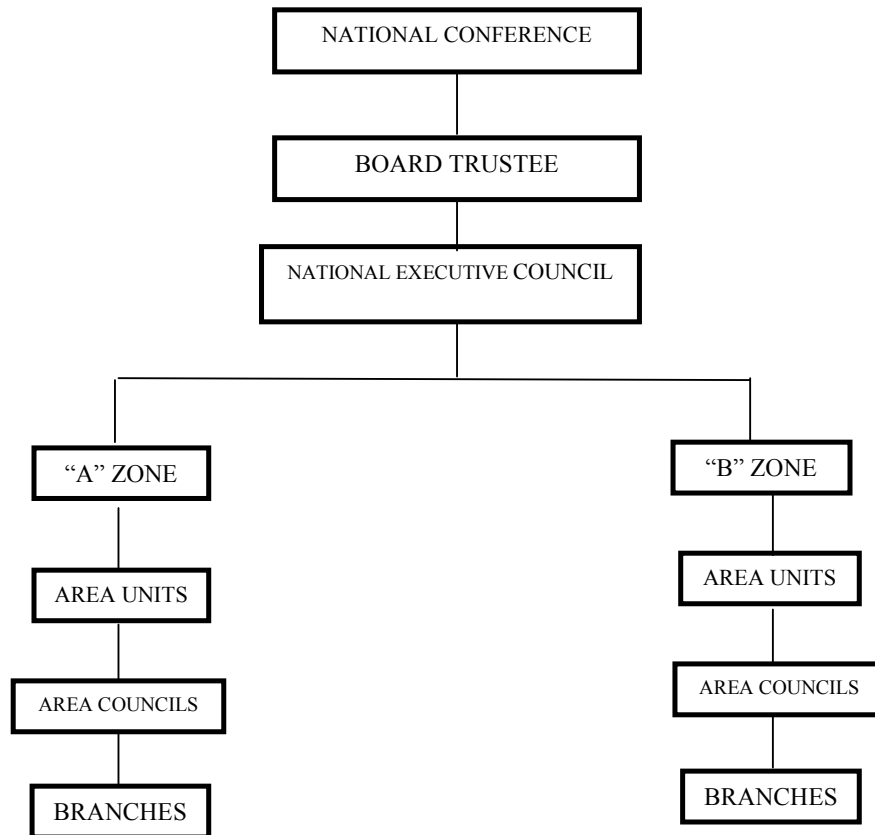 NATIONAL CONFERENCE
BOARD TRUSTEE
NATIONAL EXECUTIVE COUNCIL
“A” ZONE
“B” ZONE
AREA UNITS
AREA UNITS
AREA COUNCILS
AREA COUNCILS
BRANCHES
BRANCHES